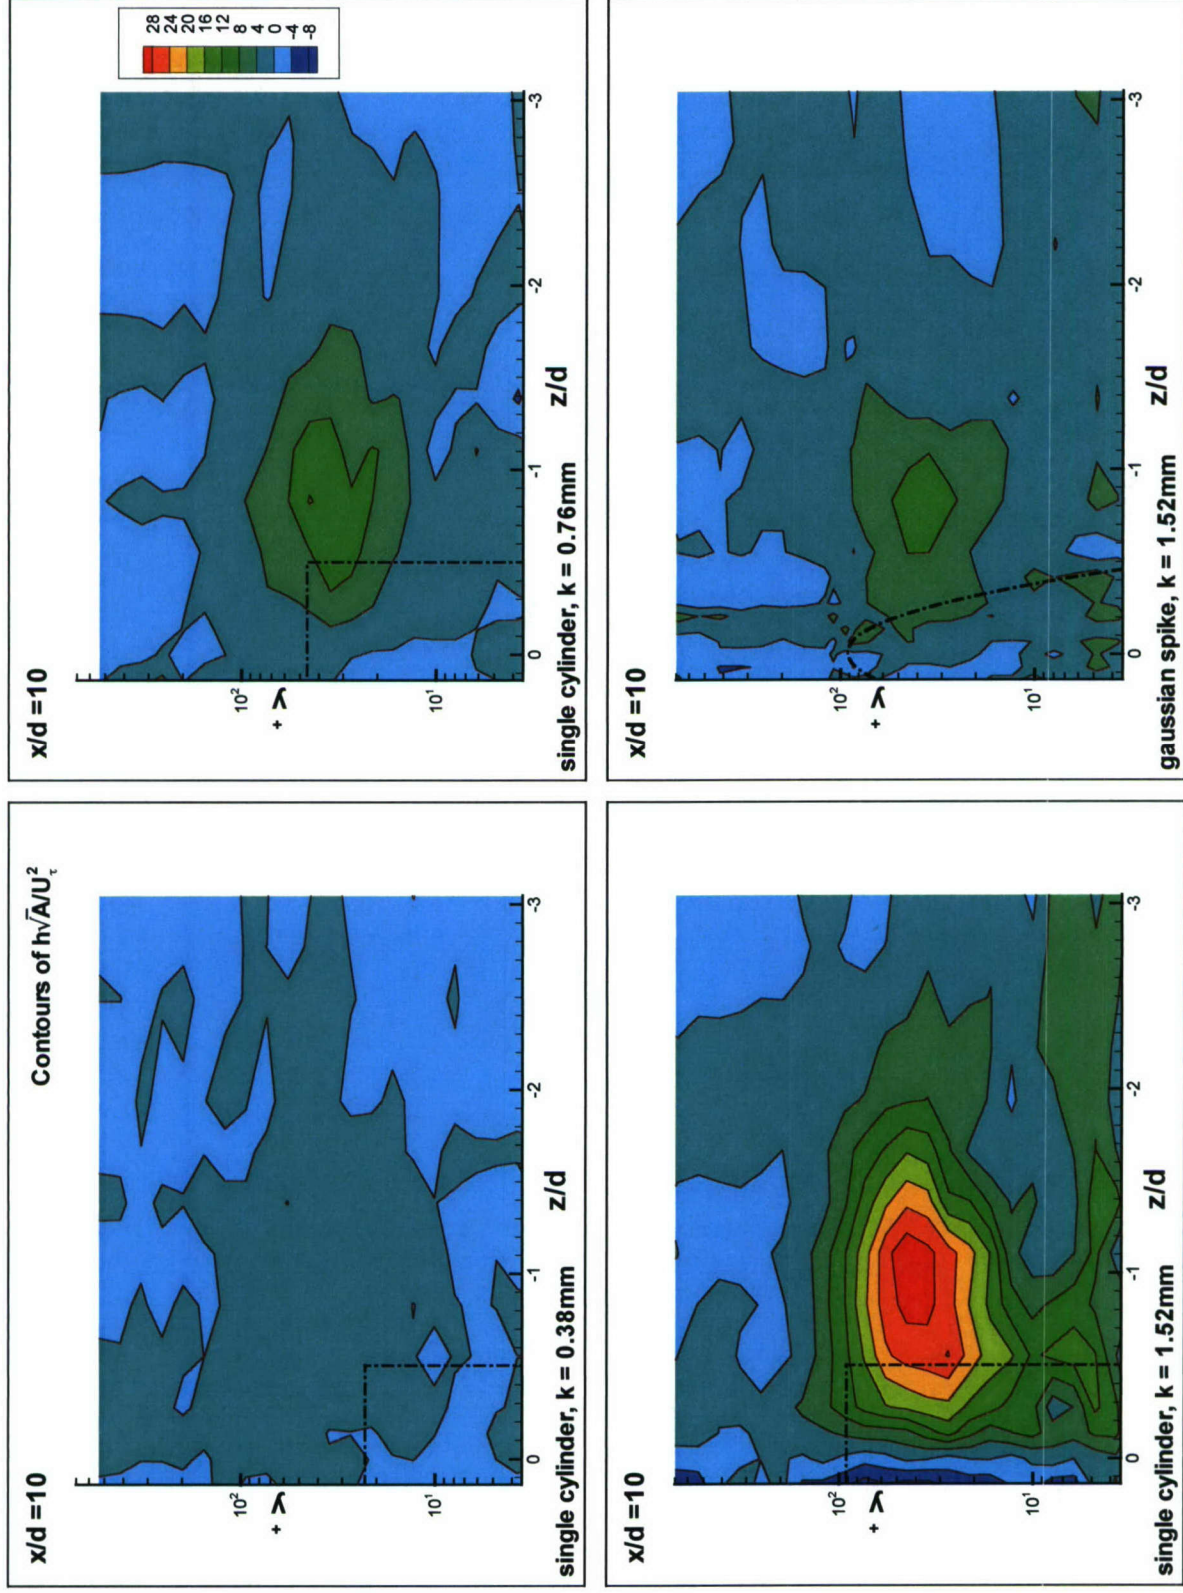 Contours of h√A̅/U²τ
x/d =10
10²
y⁺
10¹
0 -1 -2 -3
z/d
single cylinder, k = 0.38mm
x/d =10
28
24
20
16
12
8
4
0
-4
-8
10²
y⁺
10¹
0 -1 -2 -3
z/d
single cylinder, k = 0.76mm
x/d =10
10²
y⁺
10¹
0 -1 -2 -3
z/d
single cylinder, k = 1.52mm
x/d =10
10²
y⁺
10¹
0 -1 -2 -3
z/d
gaussian spike, k = 1.52mm